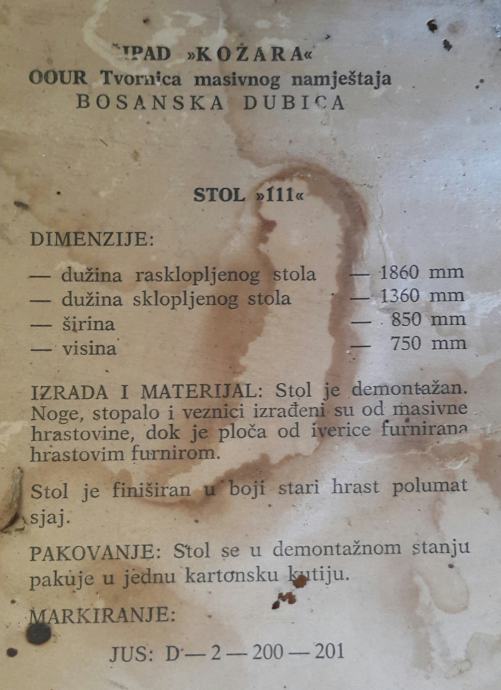 ŠIPAD »KOZARA«
OOUR Tvornica masivnog namještaja
BOSANSKA DUBICA
STOL »111«
DIMENZIJE:
— dužina rasklopljenog stola — 1860 mm
— dužina sklopljenog stola — 1360 mm
— širina — 850 mm
— visina — 750 mm
IZRADA I MATERIJAL: Stol je demontažan.
Noge, stopalo i veznici izrađeni su od masivne
hrastovine, dok je ploča od iverice furnirana
hrastovim furnirom.
Stol je finiširan u boji stari hrast polumat
sjaj.
PAKOVANJE: Stol se u demontažnom stanju
pakuje u jednu kartonsku kutiju.
MARKIRANJE:
JUS: D — 2 — 200 — 201